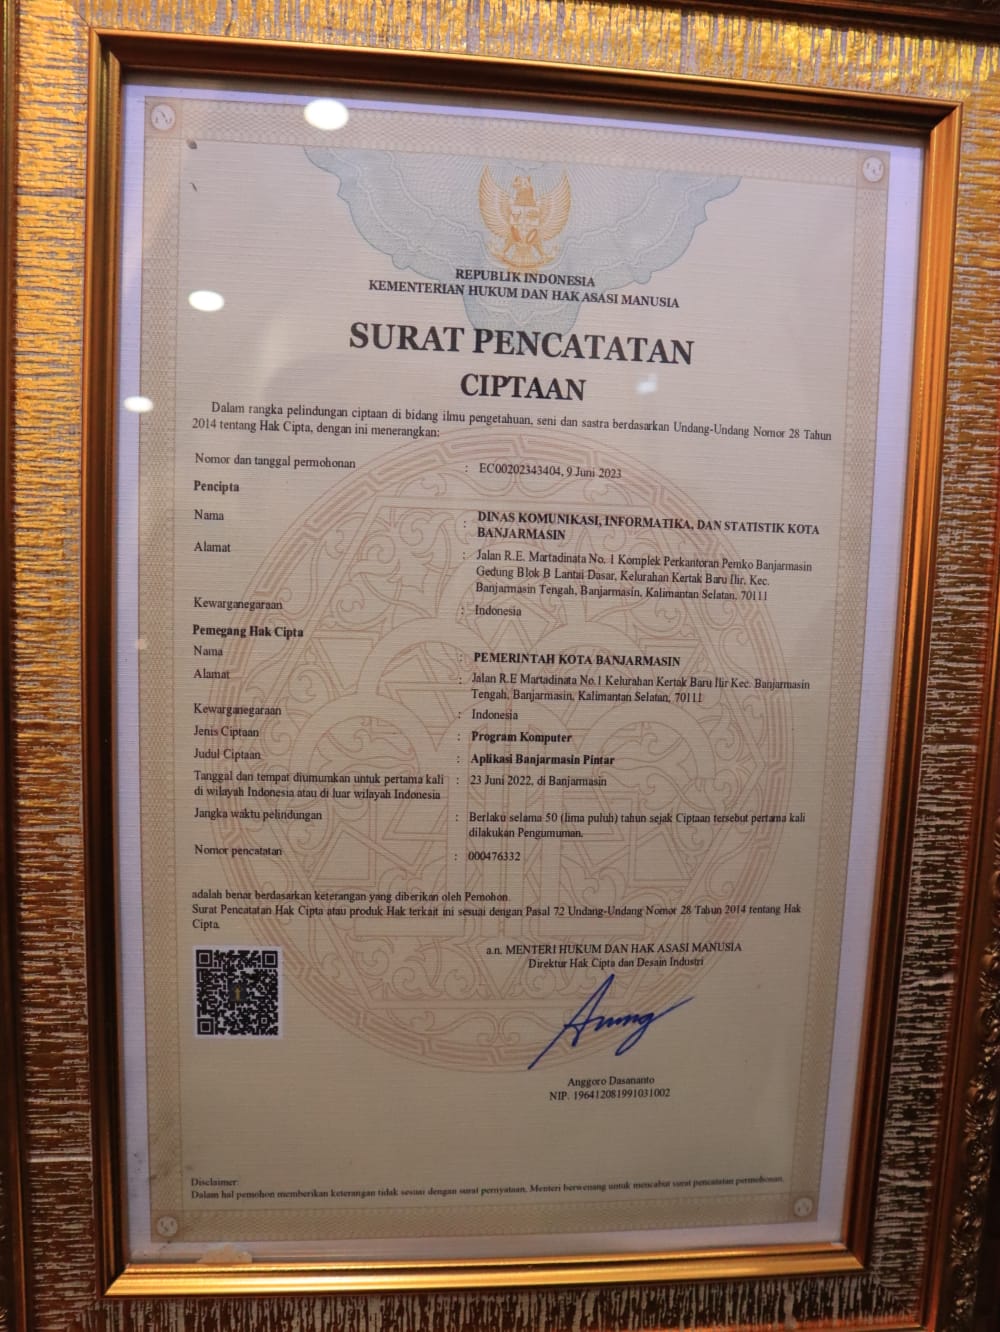 REPUBLIK INDONESIA
KEMENTERIAN HUKUM DAN HAK ASASI MANUSIA
SURAT PENCATATAN
CIPTAAN
Dalam rangka pelindungan ciptaan di bidang ilmu pengetahuan, seni dan sastra berdasarkan Undang-Undang Nomor 28 Tahun
2014 tentang Hak Cipta, dengan ini menerangkan:
Nomor dan tanggal permohonan : EC00202343404, 9 Juni 2023
Pencipta
Nama : DINAS KOMUNIKASI, INFORMATIKA, DAN STATISTIK KOTA
BANJARMASIN
Alamat : Jalan R.E. Martadinata No. 1 Komplek Perkantoran Pemko Banjarmasin
Gedung Blok B Lantai Dasar, Kelurahan Kertak Baru Ilir, Kec.
Banjarmasin Tengah, Banjarmasin, Kalimantan Selatan, 70111
Kewarganegaraan : Indonesia
Pemegang Hak Cipta
Nama : PEMERINTAH KOTA BANJARMASIN
Alamat : Jalan R.E Martadinata No.1 Kelurahan Kertak Baru Ilir Kec. Banjarmasin
Tengah, Banjarmasin, Kalimantan Selatan, 70111
Kewarganegaraan : Indonesia
Jenis Ciptaan : Program Komputer
Judul Ciptaan : Aplikasi Banjarmasin Pintar
Tanggal dan tempat diumumkan untuk pertama kali : 23 Juni 2022, di Banjarmasin
di wilayah Indonesia atau di luar wilayah Indonesia
Jangka waktu pelindungan : Berlaku selama 50 (lima puluh) tahun sejak Ciptaan tersebut pertama kali
dilakukan Pengumuman.
Nomor pencatatan : 000476332
adalah benar berdasarkan keterangan yang diberikan oleh Pemohon.
Surat Pencatatan Hak Cipta atau produk Hak terkait ini sesuai dengan Pasal 72 Undang-Undang Nomor 28 Tahun 2014 tentang Hak
Cipta.
a.n. MENTERI HUKUM DAN HAK ASASI MANUSIA
Direktur Hak Cipta dan Desain Industri
Anggoro Dasananto
NIP. 196412081991031002
Disclaimer:
Dalam hal pemohon memberikan keterangan tidak sesuai dengan surat pernyataan, Menteri berwenang untuk mencabut surat pencatatan permohonan.